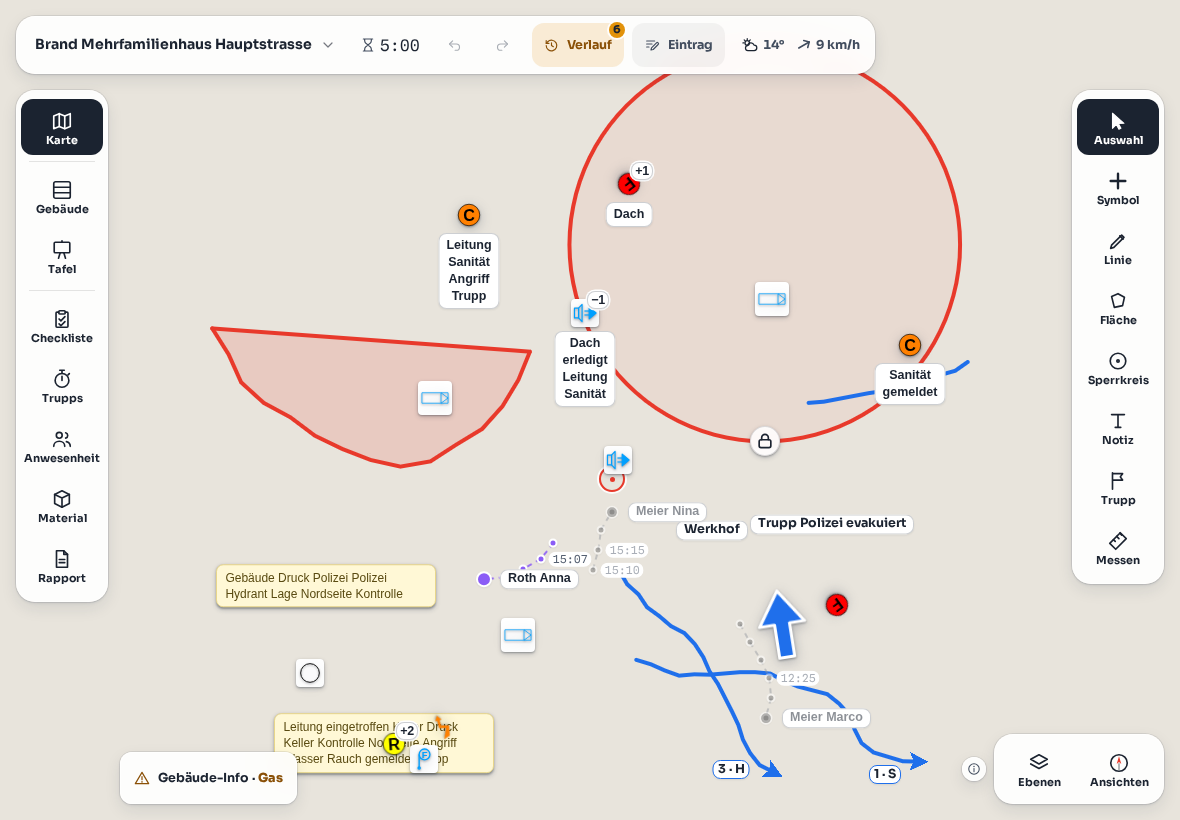 Brand Mehrfamilienhaus Hauptstrasse
5:00
Verlauf
6
Eintrag
14°
9 km/h
Karte
Gebäude
Tafel
Checkliste
Trupps
Anwesenheit
Material
Rapport
Auswahl
Symbol
Linie
Fläche
Sperrkreis
Notiz
Trupp
Messen
+1
Dach
C
Leitung
Sanität
Angriff
Trupp
−1
Dach
erledigt
Leitung
Sanität
C
Sanität
gemeldet
Meier Nina
Werkhof
Trupp Polizei evakuiert
15:15
15:07
15:10
Roth Anna
Gebäude Druck Polizei Polizei
Hydrant Lage Nordseite Kontrolle
12:25
Meier Marco
Leitung eingetroffen Druck
Keller Kontrolle Angriff
Rauch
+2
R
F
3 · H
1 · S
Gebäude-Info · Gas
Ebenen
Ansichten